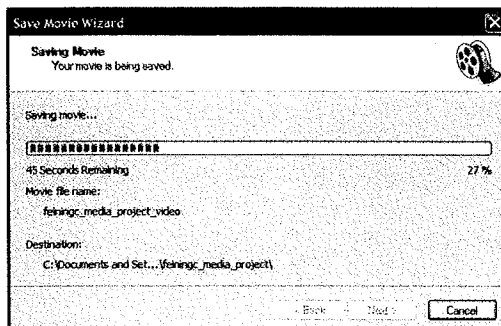 Save Movie Wizard
Saving Movie
Your movie is being saved.
Saving movie...
45 Seconds Remaining
27 %
Movie file name:
feiningc_media_project_video
Destination:
C:\Documents and Set...\feiningc_media_project\
< Back Next > Cancel